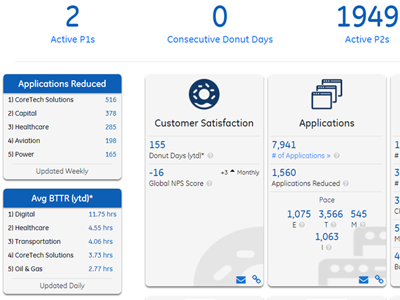 2
Active P1s
0
Consecutive Donut Days
1949
Active P2s
Applications Reduced
1) CoreTech Solutions 516
2) Capital 378
3) Healthcare 285
4) Aviation 198
5) Power 165
Updated Weekly
Avg BTTR (ytd)*
1) Digital 11.75 hrs
2) Healthcare 4.55 hrs
3) Transportation 4.06 hrs
4) CoreTech Solutions 3.73 hrs
5) Oil & Gas 2.77 hrs
Updated Daily
Customer Satisfaction
155
Donut Days (ytd)* ?
-16 +3 Monthly
Global NPS Score ?
Applications
7,941
# of Applications » ?
1,560
Applications Reduced ?
Pace
1,075 3,566 545
E ? T ? M ?
1,063
I ?